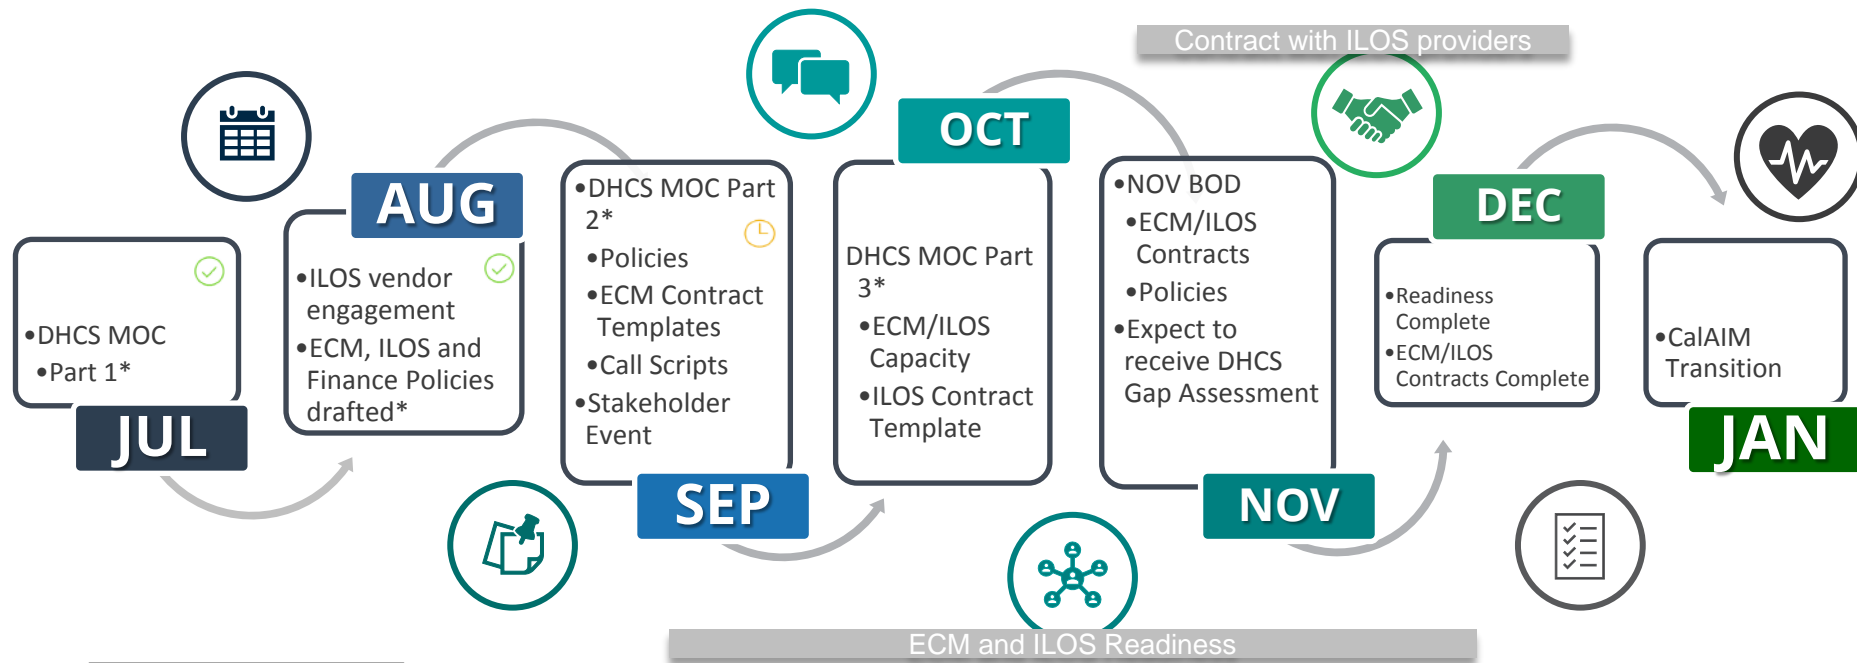 Contract with ILOS providers
•DHCS MOC
•Part 1*
JUL
AUG
•ILOS vendor
engagement
•ECM, ILOS and
Finance Policies
drafted*
•DHCS MOC Part
2*
•Policies
•ECM Contract
Templates
•Call Scripts
•Stakeholder
Event
SEP
OCT
DHCS MOC Part
3*
•ECM/ILOS
Capacity
•ILOS Contract
Template
•NOV BOD
•ECM/ILOS
Contracts
•Policies
•Expect to
receive DHCS
Gap Assessment
NOV
DEC
•Readiness
Complete
•ECM/ILOS
Contracts Complete
•CalAIM
Transition
JAN
ECM and ILOS Readiness